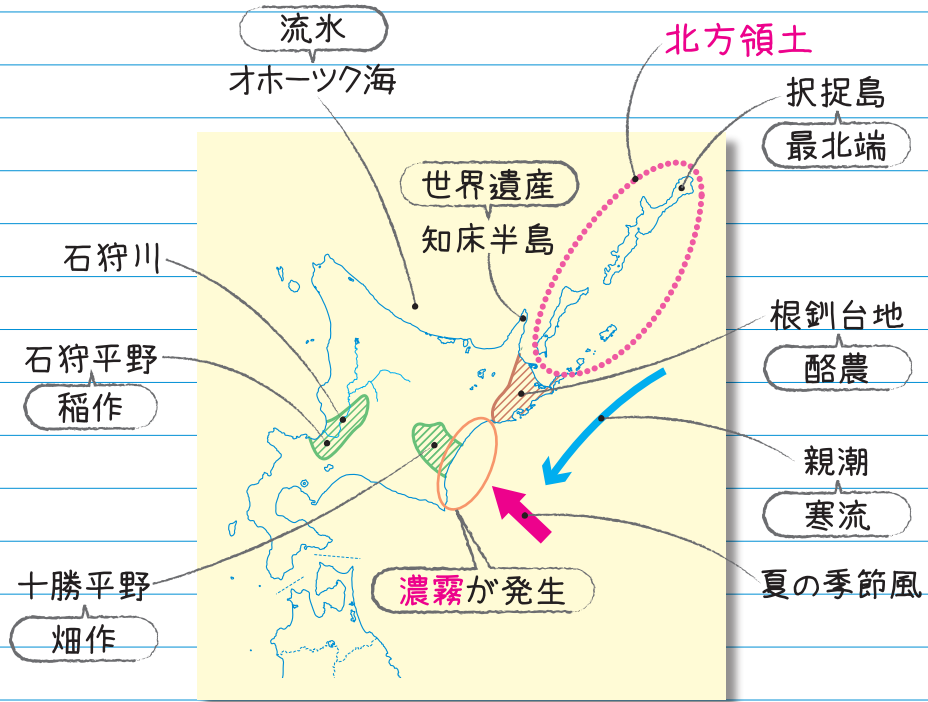 流氷
オホーツク海
北方領土
択捉島
最北端
世界遺産
知床半島
石狩川
根釧台地
酪農
石狩平野
稲作
親潮
寒流
十勝平野
畑作
濃霧が発生
夏の季節風